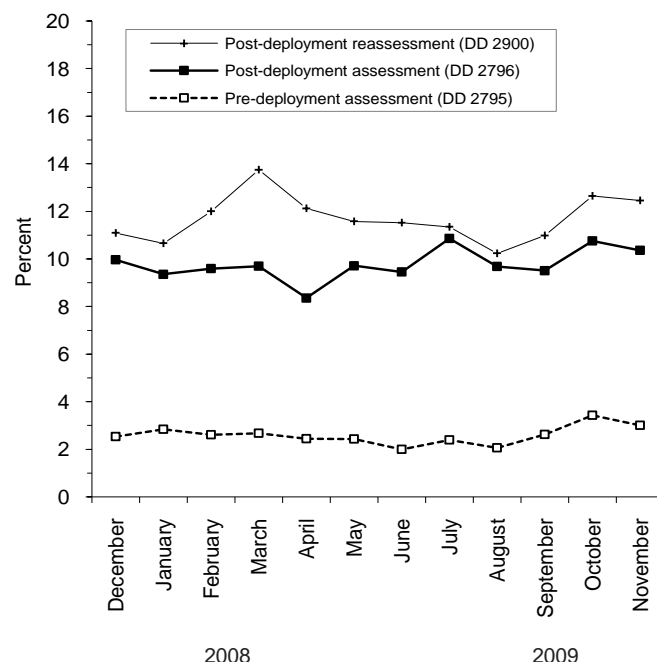 20
18
16
14
12
10
8
6
4
2
0
Percent
Post-deployment reassessment (DD 2900)
Post-deployment assessment (DD 2796)
Pre-deployment assessment (DD 2795)
December
January
February
March
April
May
June
July
August
September
October
November
2008
2009